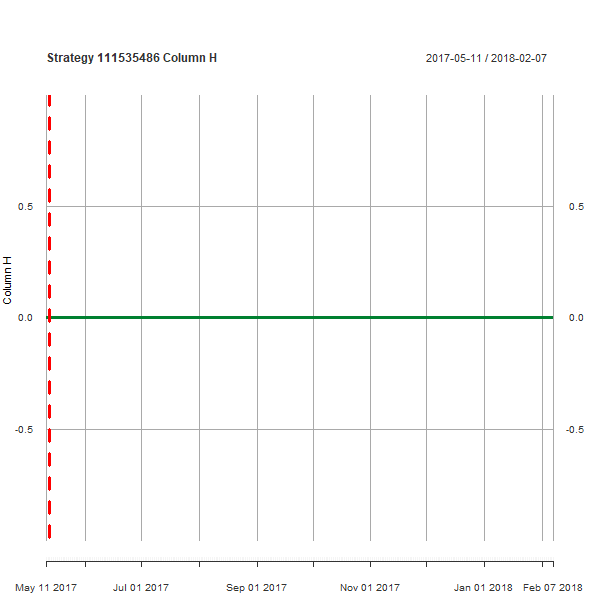 Strategy 111535486 Column H
2017-05-11 / 2018-02-07
0.5
0.5
Column H
0.0
0.0
-0.5
-0.5
May 11 2017
Jul 01 2017
Sep 01 2017
Nov 01 2017
Jan 01 2018
Feb 07 2018